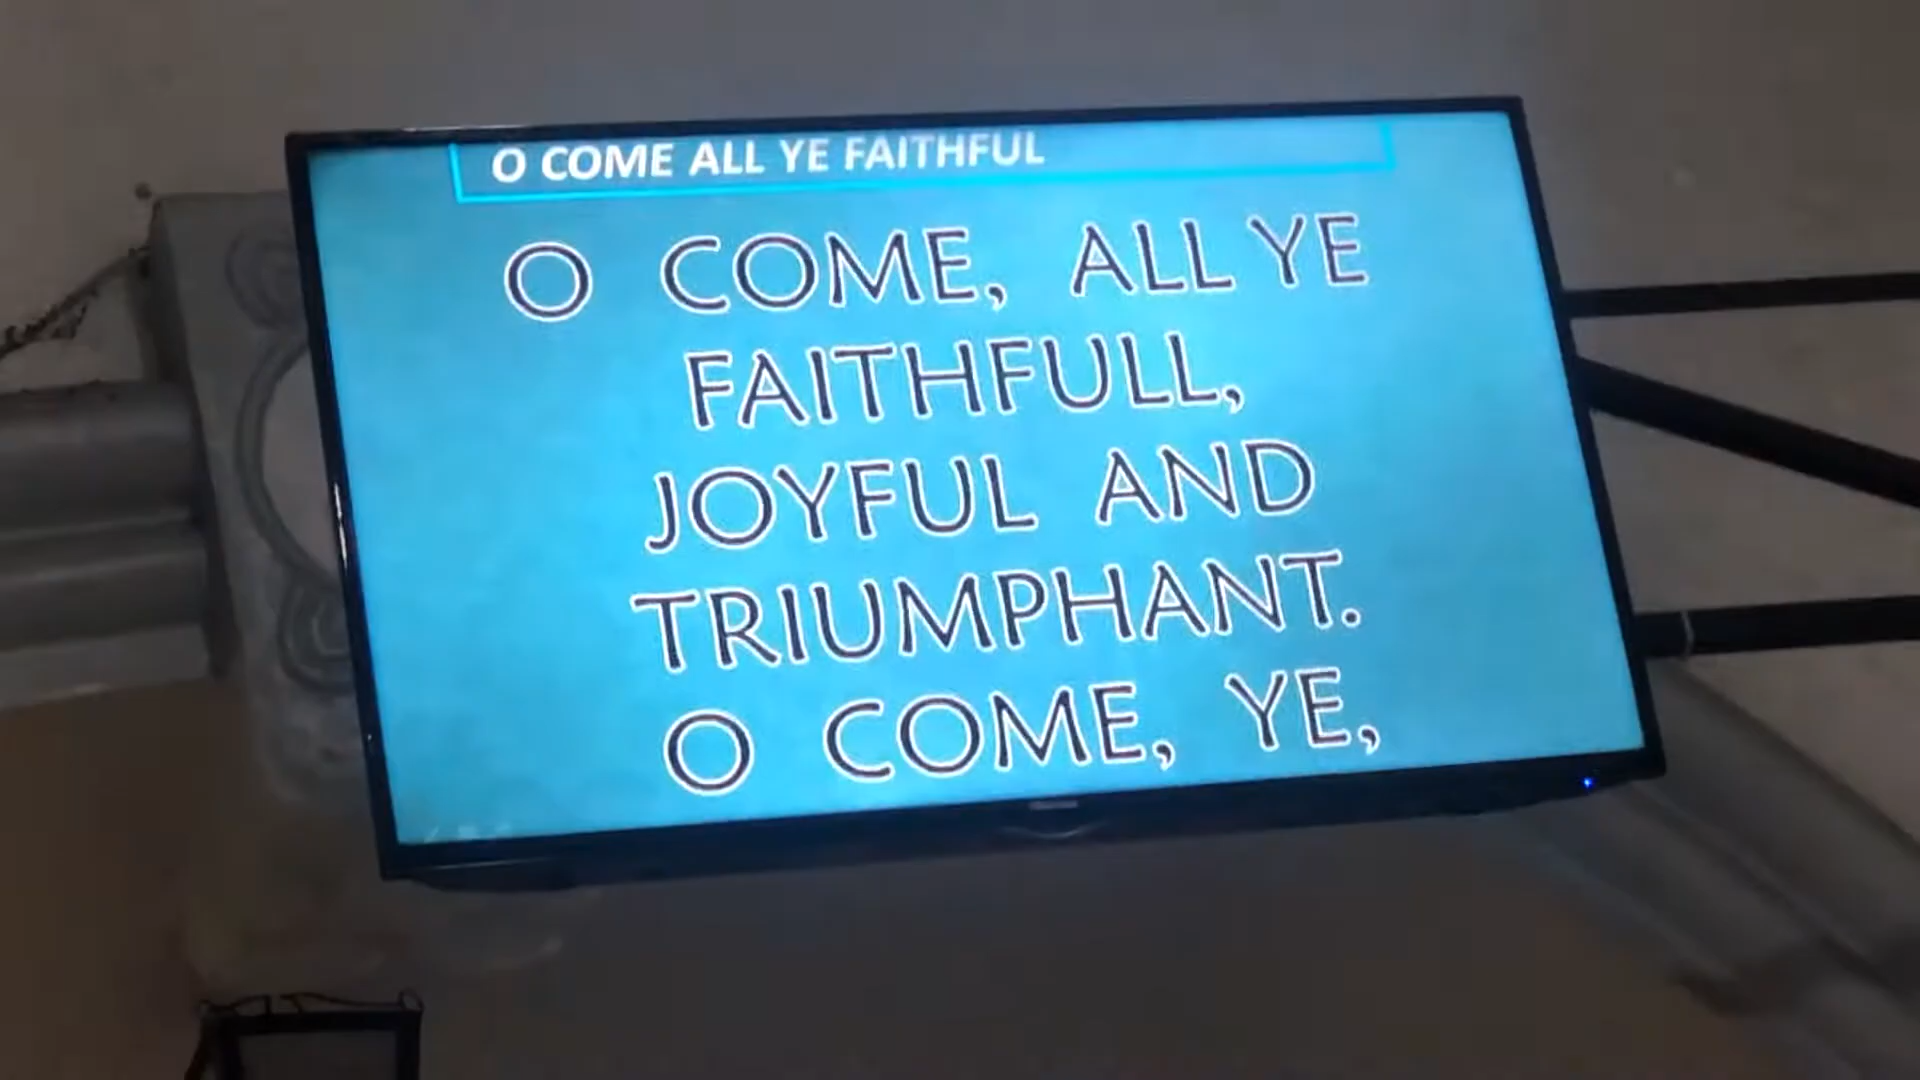 O COME ALL YE FAITHFUL
O COME, ALL YE
FAITHFULL,
JOYFUL AND
TRIUMPHANT.
O COME, YE,